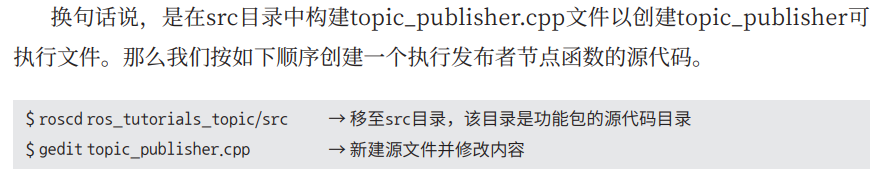 换句话说，是在src目录中构建topic_publisher.cpp文件以创建topic_publisher可
执行文件。那么我们按如下顺序创建一个执行发布者节点函数的源代码。
$ roscd ros_tutorials_topic/src → 移至src目录，该目录是功能包的源代码目录
$ gedit topic_publisher.cpp → 新建源文件并修改内容